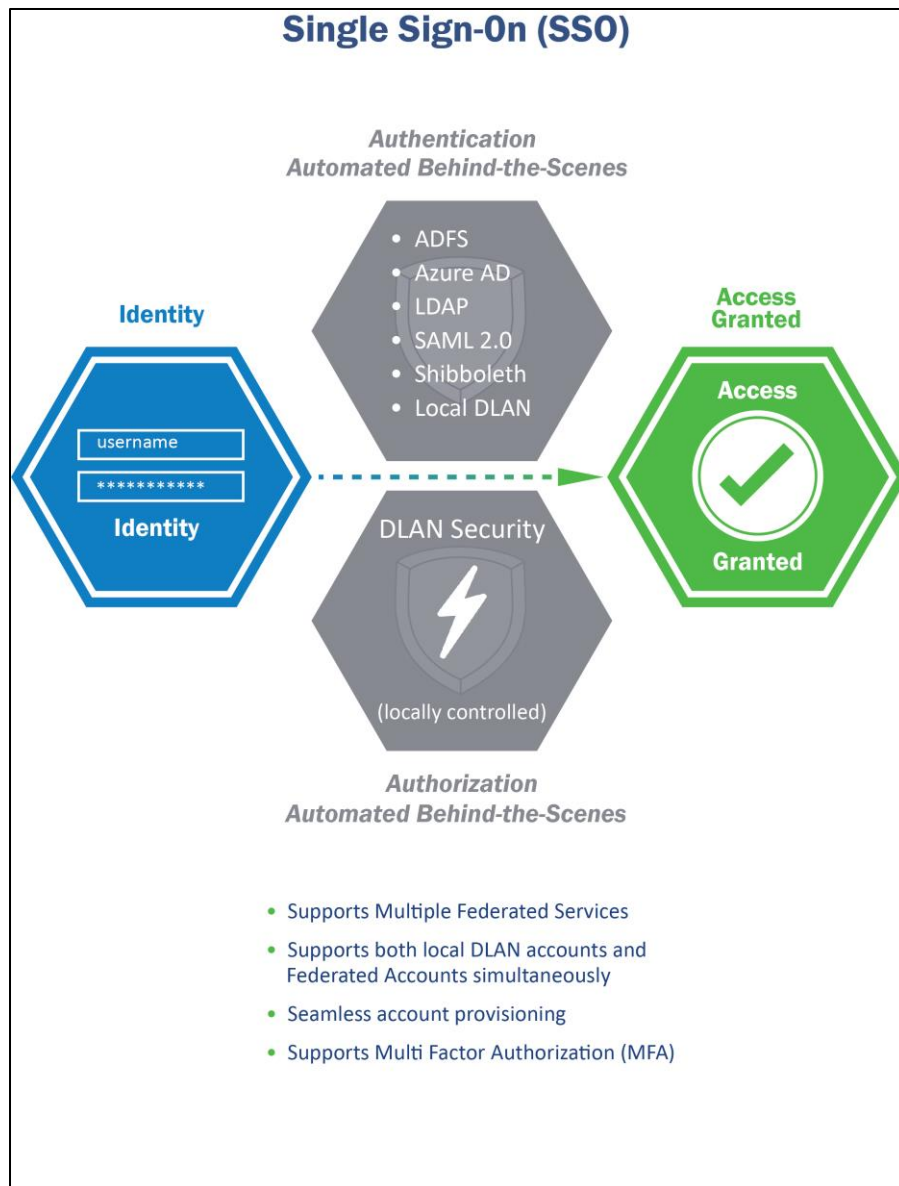 Single Sign-On (SSO)
Authentication
Automated Behind-the-Scenes
• ADFS
• Azure AD
• LDAP
• SAML 2.0
• Shibboleth
• Local DLAN
Identity
username
***********
Identity
Access
Granted
Access
Granted
DLAN Security
(locally controlled)
Authorization
Automated Behind-the-Scenes
• Supports Multiple Federated Services
• Supports both local DLAN accounts and
Federated Accounts simultaneously
• Seamless account provisioning
• Supports Multi Factor Authorization (MFA)